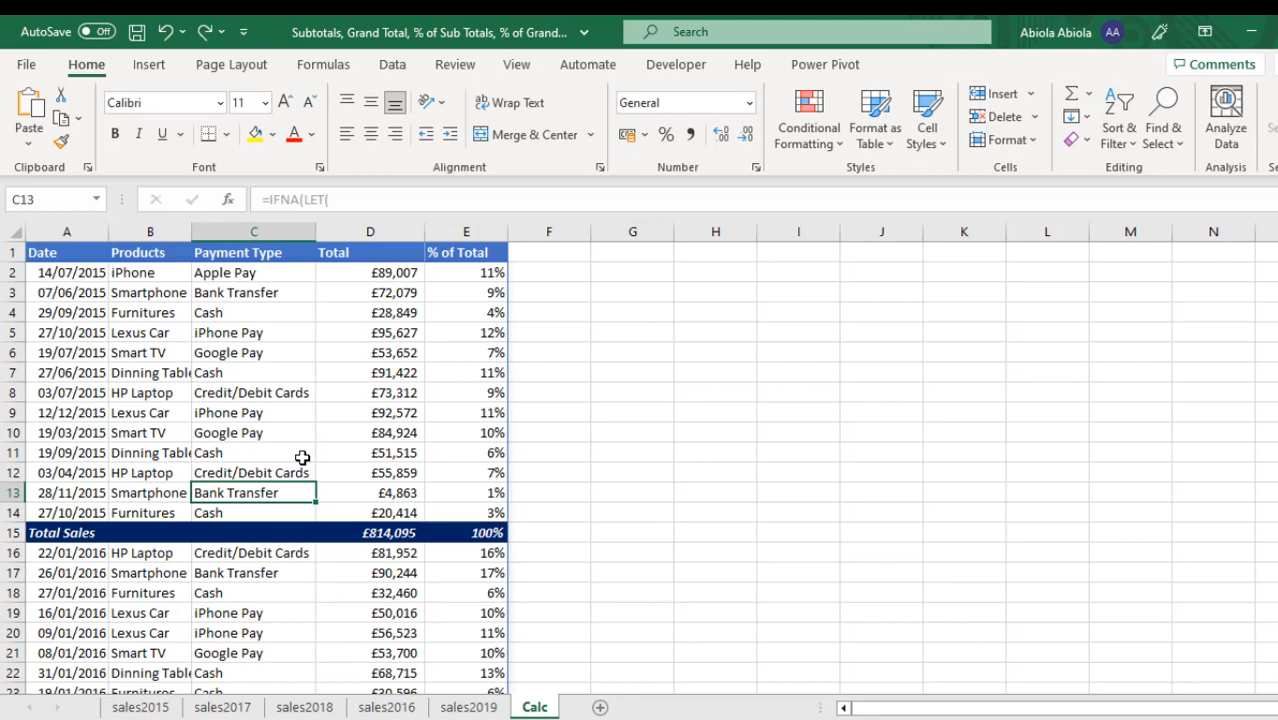 AutoSave Off Subtotals, Grand Total, % of Sub Totals, % of Grand... Search Abiola Abiola AA
File Home Insert Page Layout Formulas Data Review View Automate Developer Help Power Pivot Comments
Paste Calibri 11 Wrap Text General Conditional Formatting Format as Table Cell Styles Insert Sort & Filter Find & Select Analyze Data
B I U A Merge & Center % Delete
Format
Clipboard Font Alignment Number Styles Cells Editing Analysis
C13 fx =IFNA(LET(
A B C D E F G H I J K L M N
1 Date Products Payment Type Total % of Total
2 14/07/2015 iPhone Apple Pay £89,007 11%
3 07/06/2015 Smartphone Bank Transfer £72,079 9%
4 29/09/2015 Furnitures Cash £28,849 4%
5 27/10/2015 Lexus Car iPhone Pay £95,627 12%
6 19/07/2015 Smart TV Google Pay £53,652 7%
7 27/06/2015 Dinning Table Cash £91,422 11%
8 03/07/2015 HP Laptop Credit/Debit Cards £73,312 9%
9 12/12/2015 Lexus Car iPhone Pay £92,572 11%
10 19/03/2015 Smart TV Google Pay £84,924 10%
11 19/09/2015 Dinning Table Cash £51,515 6%
12 03/04/2015 HP Laptop Credit/Debit Cards £55,859 7%
13 28/11/2015 Smartphone Bank Transfer £4,863 1%
14 27/10/2015 Furnitures Cash £20,414 3%
15 Total Sales £814,095 100%
16 22/01/2016 HP Laptop Credit/Debit Cards £81,952 16%
17 26/01/2016 Smartphone Bank Transfer £90,244 17%
18 27/01/2016 Furnitures Cash £32,460 6%
19 16/01/2016 Lexus Car iPhone Pay £50,016 10%
20 09/01/2016 Lexus Car iPhone Pay £56,523 11%
21 08/01/2016 Smart TV Google Pay £53,700 10%
22 31/01/2016 Dinning Table Cash £68,715 13%
23 19/01/2016 Furnitures Cash £30,596 6%
sales2015 sales2017 sales2018 sales2016 sales2019 Calc